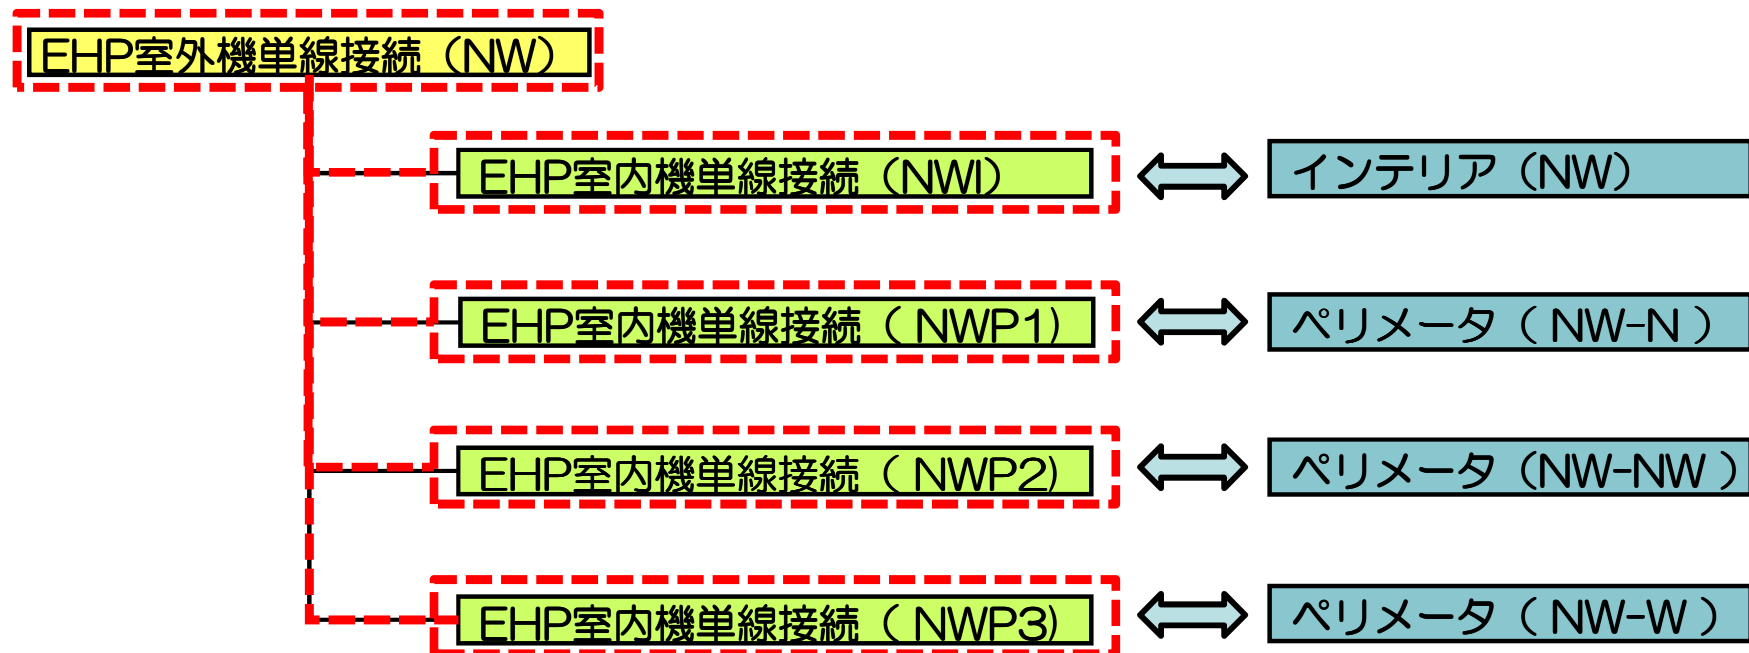 EHP室外機単線接続（NW）
EHP室内機単線接続（NWI）
インテリア（NW）
EHP室内機単線接続（ NWP1）
ペリメータ（ NW-N ）
EHP室内機単線接続（ NWP2）
ペリメータ（NW-NW ）
EHP室内機単線接続（ NWP3）
ペリメータ（ NW-W ）